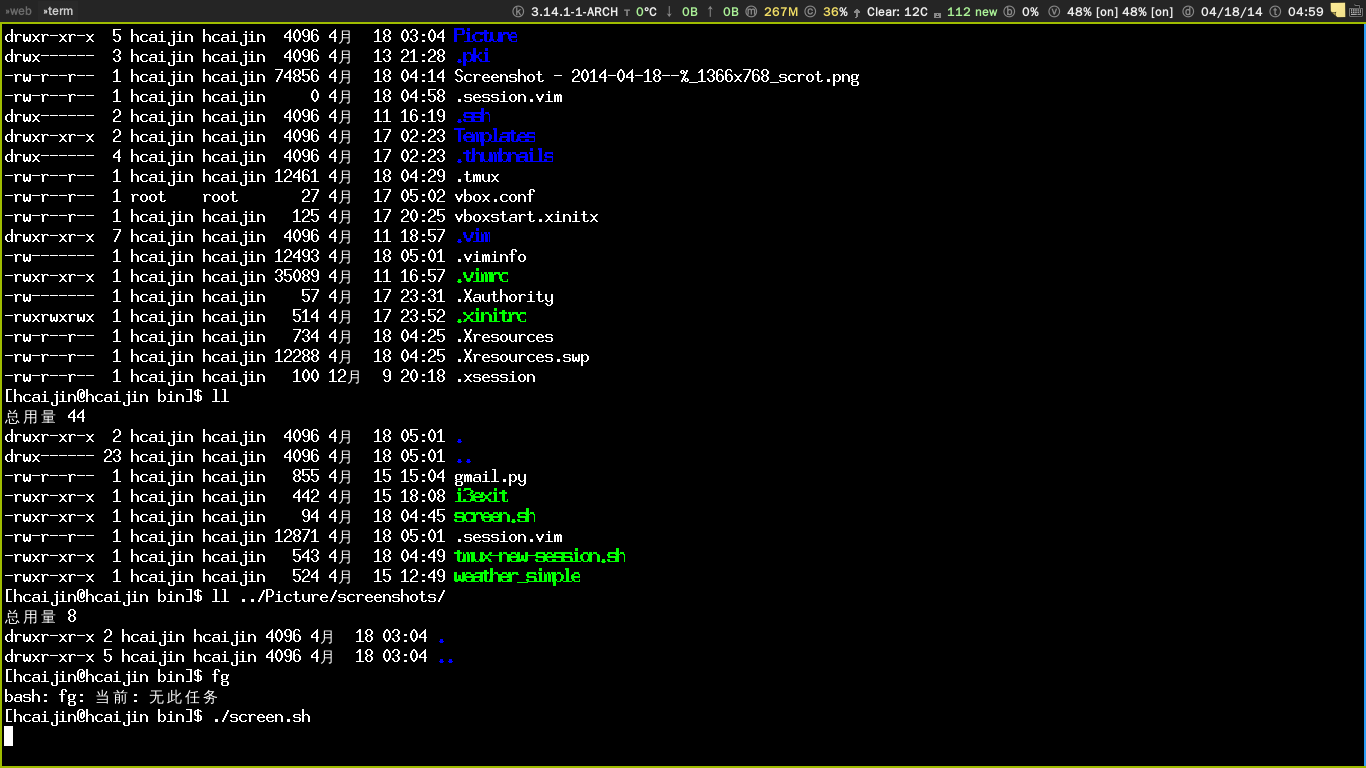 »web »term ⓚ 3.14.1-1-ARCH т 0°C ↓ 0B ↑ 0B ⓜ 267M ⓒ 36% Clear: 12C 112 new ⓑ 0% ⓥ 48% [on] 48% [on] ⓓ 04/18/14 ⓣ 04:59
drwxr-xr-x  5 hcaijin hcaijin  4096 4月  18 03:04 Picture
drwx------  3 hcaijin hcaijin  4096 4月  13 21:28 .pki
-rw-r--r--  1 hcaijin hcaijin 74856 4月  18 04:14 Screenshot - 2014-04-18--%_1366x768_scrot.png
-rw-r--r--  1 hcaijin hcaijin     0 4月  18 04:58 .session.vim
drwx------  2 hcaijin hcaijin  4096 4月  11 16:19 .ssh
drwxr-xr-x  2 hcaijin hcaijin  4096 4月  17 02:23 Templates
drwx------  4 hcaijin hcaijin  4096 4月  17 02:23 .thumbnails
-rw-r--r--  1 hcaijin hcaijin 12461 4月  18 04:29 .tmux
-rw-r--r--  1 root    root       27 4月  17 05:02 vbox.conf
-rw-r--r--  1 hcaijin hcaijin   125 4月  17 20:25 vboxstart.xinitx
drwxr-xr-x  7 hcaijin hcaijin  4096 4月  11 18:57 .vim
-rw-------  1 hcaijin hcaijin 12493 4月  18 05:01 .viminfo
-rwxr-xr-x  1 hcaijin hcaijin 35089 4月  11 16:57 .vimrc
-rw-------  1 hcaijin hcaijin    57 4月  17 23:31 .Xauthority
-rwxrwxrwx  1 hcaijin hcaijin   514 4月  17 23:52 .xinitrc
-rw-r--r--  1 hcaijin hcaijin   734 4月  18 04:25 .Xresources
-rw-r--r--  1 hcaijin hcaijin 12288 4月  18 04:25 .Xresources.swp
-rw-r--r--  1 hcaijin hcaijin   100 12月  9 20:18 .xsession
[hcaijin@hcaijin bin]$ ll
总用量 44
drwxr-xr-x  2 hcaijin hcaijin  4096 4月  18 05:01 .
drwx------ 23 hcaijin hcaijin  4096 4月  18 05:01 ..
-rw-r--r--  1 hcaijin hcaijin   855 4月  15 15:04 gmail.py
-rwxr-xr-x  1 hcaijin hcaijin   442 4月  15 18:08 i3exit
-rwxr-xr-x  1 hcaijin hcaijin    94 4月  18 04:45 screen.sh
-rw-r--r--  1 hcaijin hcaijin 12871 4月  18 05:01 .session.vim
-rwxr-xr-x  1 hcaijin hcaijin   543 4月  18 04:49 tmux-new-session.sh
-rwxr-xr-x  1 hcaijin hcaijin   524 4月  15 12:49 weather_simple
[hcaijin@hcaijin bin]$ ll ../Picture/screenshots/
总用量 8
drwxr-xr-x 2 hcaijin hcaijin 4096 4月  18 03:04 .
drwxr-xr-x 5 hcaijin hcaijin 4096 4月  18 03:04 ..
[hcaijin@hcaijin bin]$ fg
bash: fg: 当前: 无此任务
[hcaijin@hcaijin bin]$ ./screen.sh